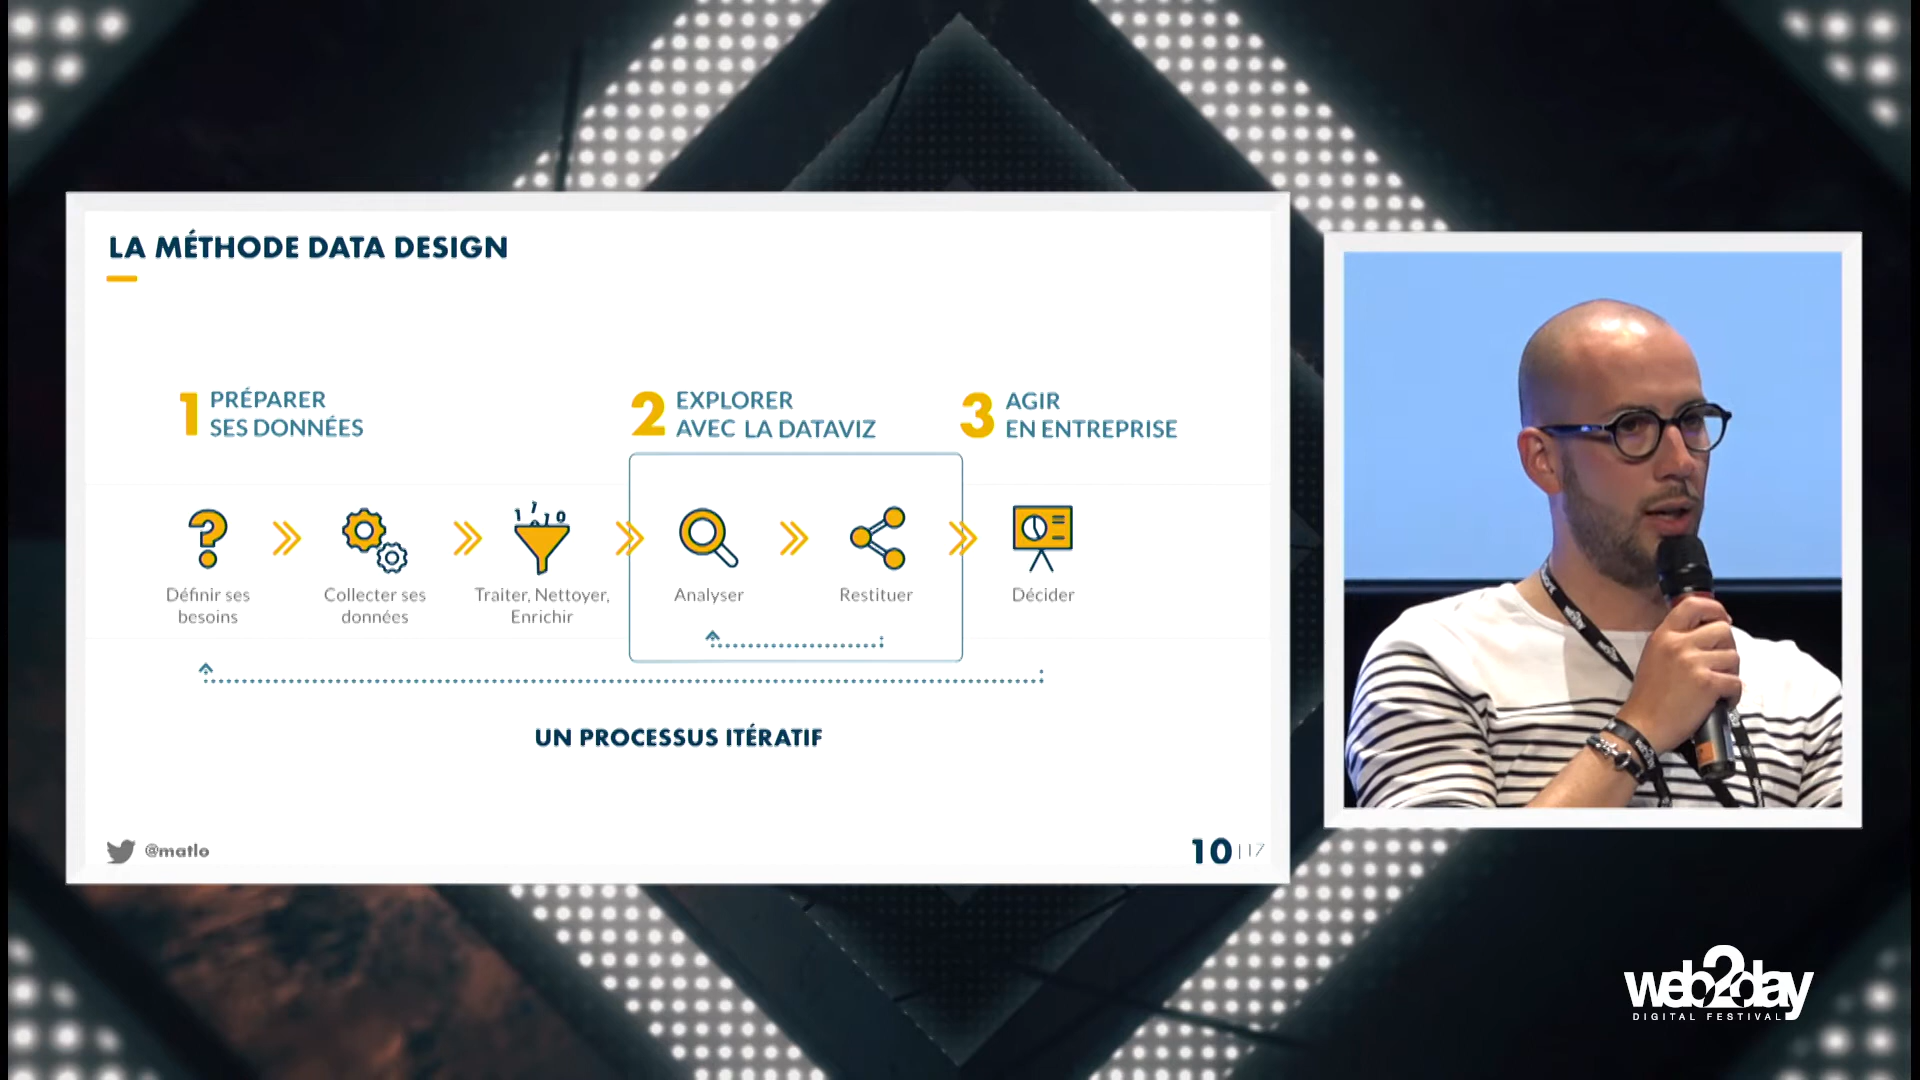 LA MÉTHODE DATA DESIGN
1 PRÉPARER
SES DONNÉES
2 EXPLORER
AVEC LA DATAVIZ
3 AGIR
EN ENTREPRISE
Définir ses
besoins
Collecter ses
données
Traiter, Nettoyer,
Enrichir
Analyser
Restituer
Décider
UN PROCESSUS ITÉRATIF
@matlo
10 | 17
web2day
DIGITAL FESTIVAL